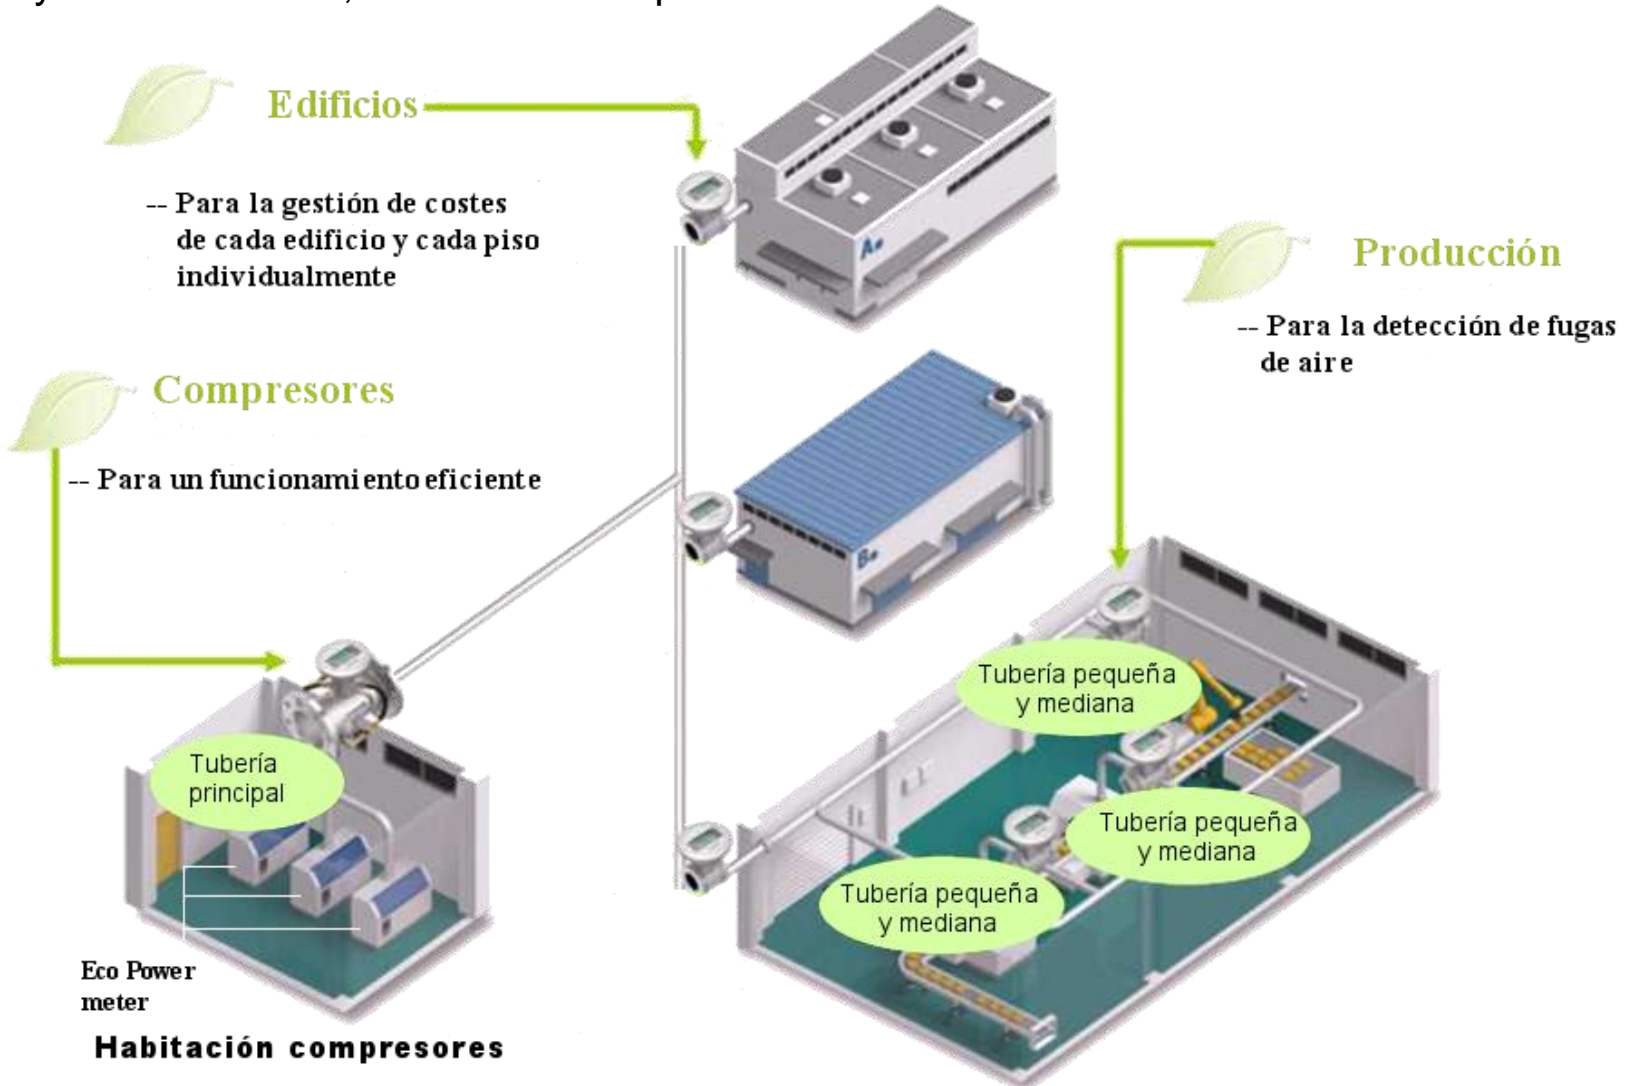 Edificios
-- Para la gestión de costes
de cada edificio y cada piso
individualmente
Producción
-- Para la detección de fugas
de aire
Compresores
-- Para un funcionamiento eficiente
A
B
Tubería pequeña
y mediana
Tubería
principal
Tubería pequeña
y mediana
Tubería pequeña
y mediana
Eco Power
meter
Habitación compresores